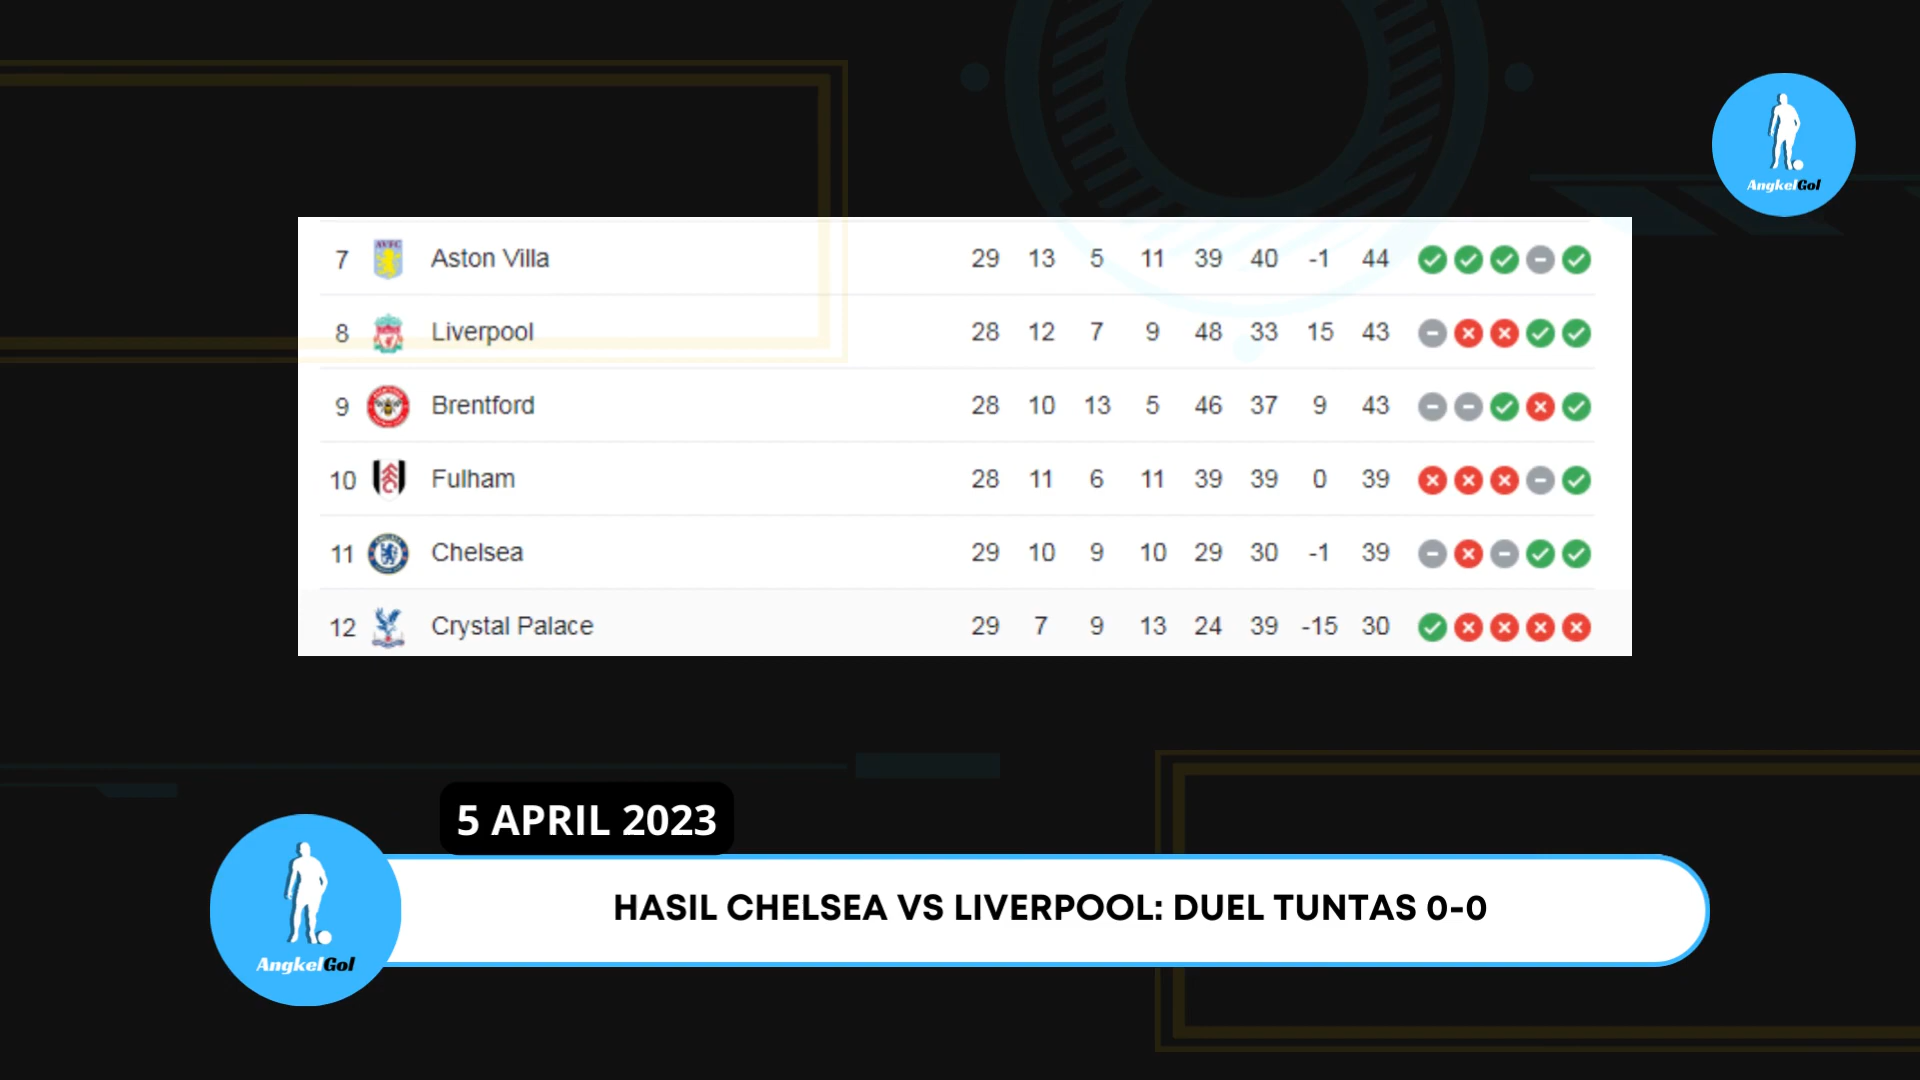 AngkelGol
7 Aston Villa 29 13 5 11 39 40 -1 44
8 Liverpool 28 12 7 9 48 33 15 43
9 Brentford 28 10 13 5 46 37 9 43
10 Fulham 28 11 6 11 39 39 0 39
11 Chelsea 29 10 9 10 29 30 -1 39
12 Crystal Palace 29 7 9 13 24 39 -15 30
5 APRIL 2023
HASIL CHELSEA VS LIVERPOOL: DUEL TUNTAS 0-0
AngkelGol